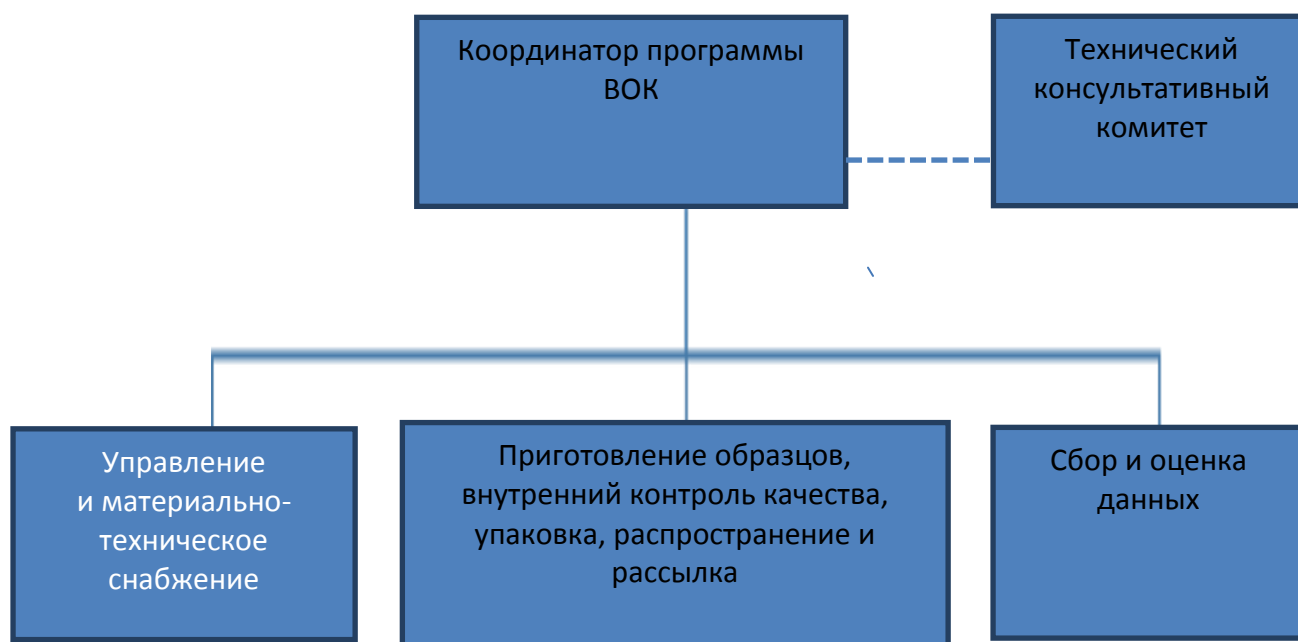 Координатор программы
ВОК
Технический
консультативный
комитет
Управление
и материально-
техническое
снабжение
Приготовление образцов,
внутренний контроль качества,
упаковка, распространение и
рассылка
Сбор и оценка
данных